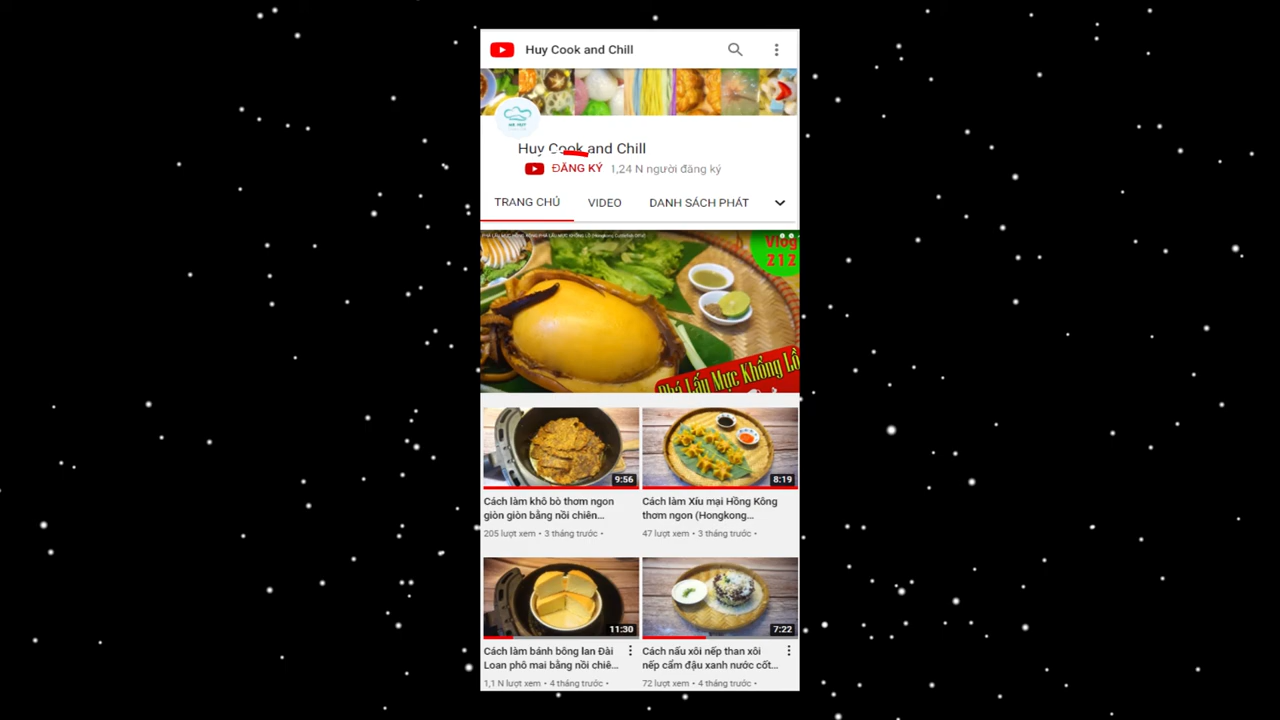 Huy Cook and Chill
MR HUY
Huy Cook and Chill
ĐĂNG KÝ 1,24 N người đăng ký
TRANG CHỦ VIDEO DANH SÁCH PHÁT
Vlog
212
Phá Lấu Mực Khổng Lồ
9:56
8:19
Cách làm khô bò thơm ngon
giòn giòn bằng nồi chiên...
205 lượt xem • 3 tháng trước •
Cách làm Xíu mại Hồng Kông
thơm ngon (Hongkong...
47 lượt xem • 3 tháng trước •
11:30
7:22
Cách làm bánh bông lan Đài
Loan phô mai bằng nồi chiê...
1,1 N lượt xem • 4 tháng trước •
Cách nấu xôi nếp than xôi
nếp cẩm đậu xanh nước cốt...
72 lượt xem • 4 tháng trước •